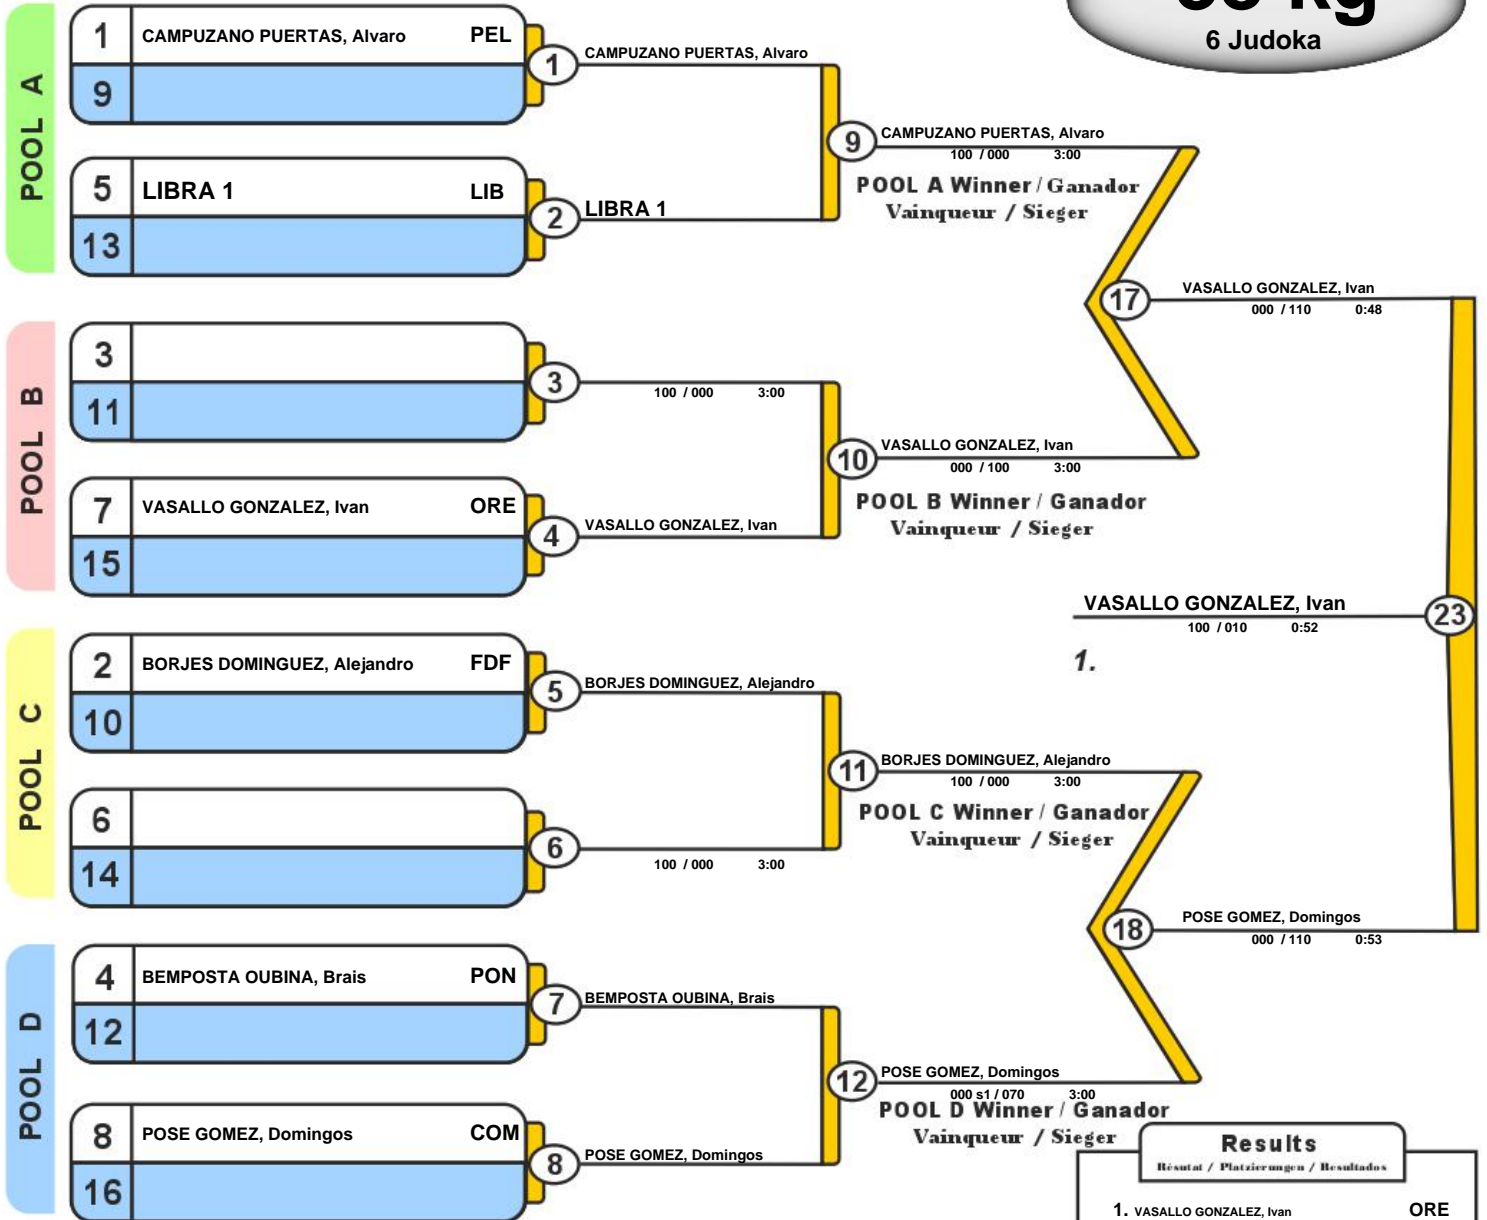 kg
6 Judoka
POOL A
1 CAMPUZANO PUERTAS, Alvaro PEL
9
1
CAMPUZANO PUERTAS, Alvaro
5 LIBRA 1 LIB
13
2
LIBRA 1
9
CAMPUZANO PUERTAS, Alvaro
100 / 000 3:00
POOL A Winner / Ganador
Vainqueur / Sieger
POOL B
3
11
3
100 / 000 3:00
7 VASALLO GONZALEZ, Ivan ORE
15
4
VASALLO GONZALEZ, Ivan
10
VASALLO GONZALEZ, Ivan
000 / 100 3:00
POOL B Winner / Ganador
Vainqueur / Sieger
17
VASALLO GONZALEZ, Ivan
000 / 110 0:48
VASALLO GONZALEZ, Ivan
100 / 010 0:52
23
1.
POOL C
2 BORJES DOMINGUEZ, Alejandro FDF
10
5
BORJES DOMINGUEZ, Alejandro
6
14
6
100 / 000 3:00
11
BORJES DOMINGUEZ, Alejandro
100 / 000 3:00
POOL C Winner / Ganador
Vainqueur / Sieger
POOL D
4 BEMPOSTA OUBINA, Brais PON
12
7
BEMPOSTA OUBINA, Brais
8 POSE GOMEZ, Domingos COM
16
8
POSE GOMEZ, Domingos
12
POSE GOMEZ, Domingos
000 s1 / 070 3:00
POOL D Winner / Ganador
Vainqueur / Sieger
18
POSE GOMEZ, Domingos
000 / 110 0:53
Results
Résutat / Platzierungen / Resultados
1. VASALLO GONZALEZ, Ivan ORE